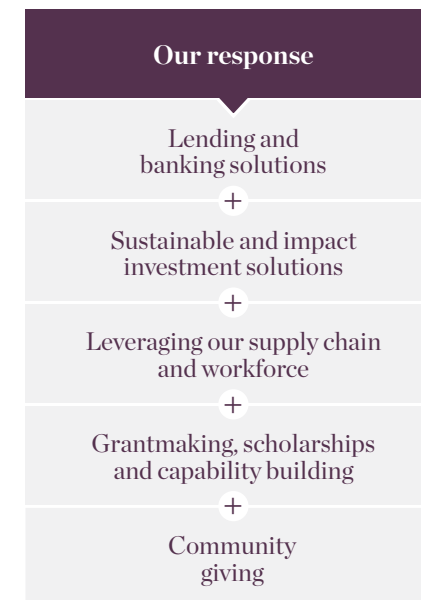 Our response
Lending and
banking solutions
+
Sustainable and impact
investment solutions
+
Leveraging our supply chain
and workforce
+
Grantmaking, scholarships
and capability building
+
Community
giving